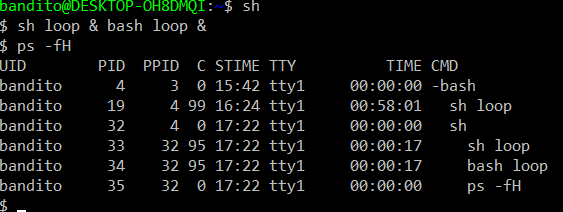 bandito@DESKTOP-OH8DMQI:~$ sh
$ sh loop & bash loop &
$ ps -fH
UID        PID  PPID  C STIME TTY          TIME CMD
bandito      4     3  0 15:42 tty1     00:00:00 -bash
bandito     19     4 99 16:24 tty1     00:58:01   sh loop
bandito     32     4  0 17:22 tty1     00:00:00   sh
bandito     33    32 95 17:22 tty1     00:00:17     sh loop
bandito     34    32 95 17:22 tty1     00:00:17     bash loop
bandito     35    32  0 17:22 tty1     00:00:00     ps -fH
$